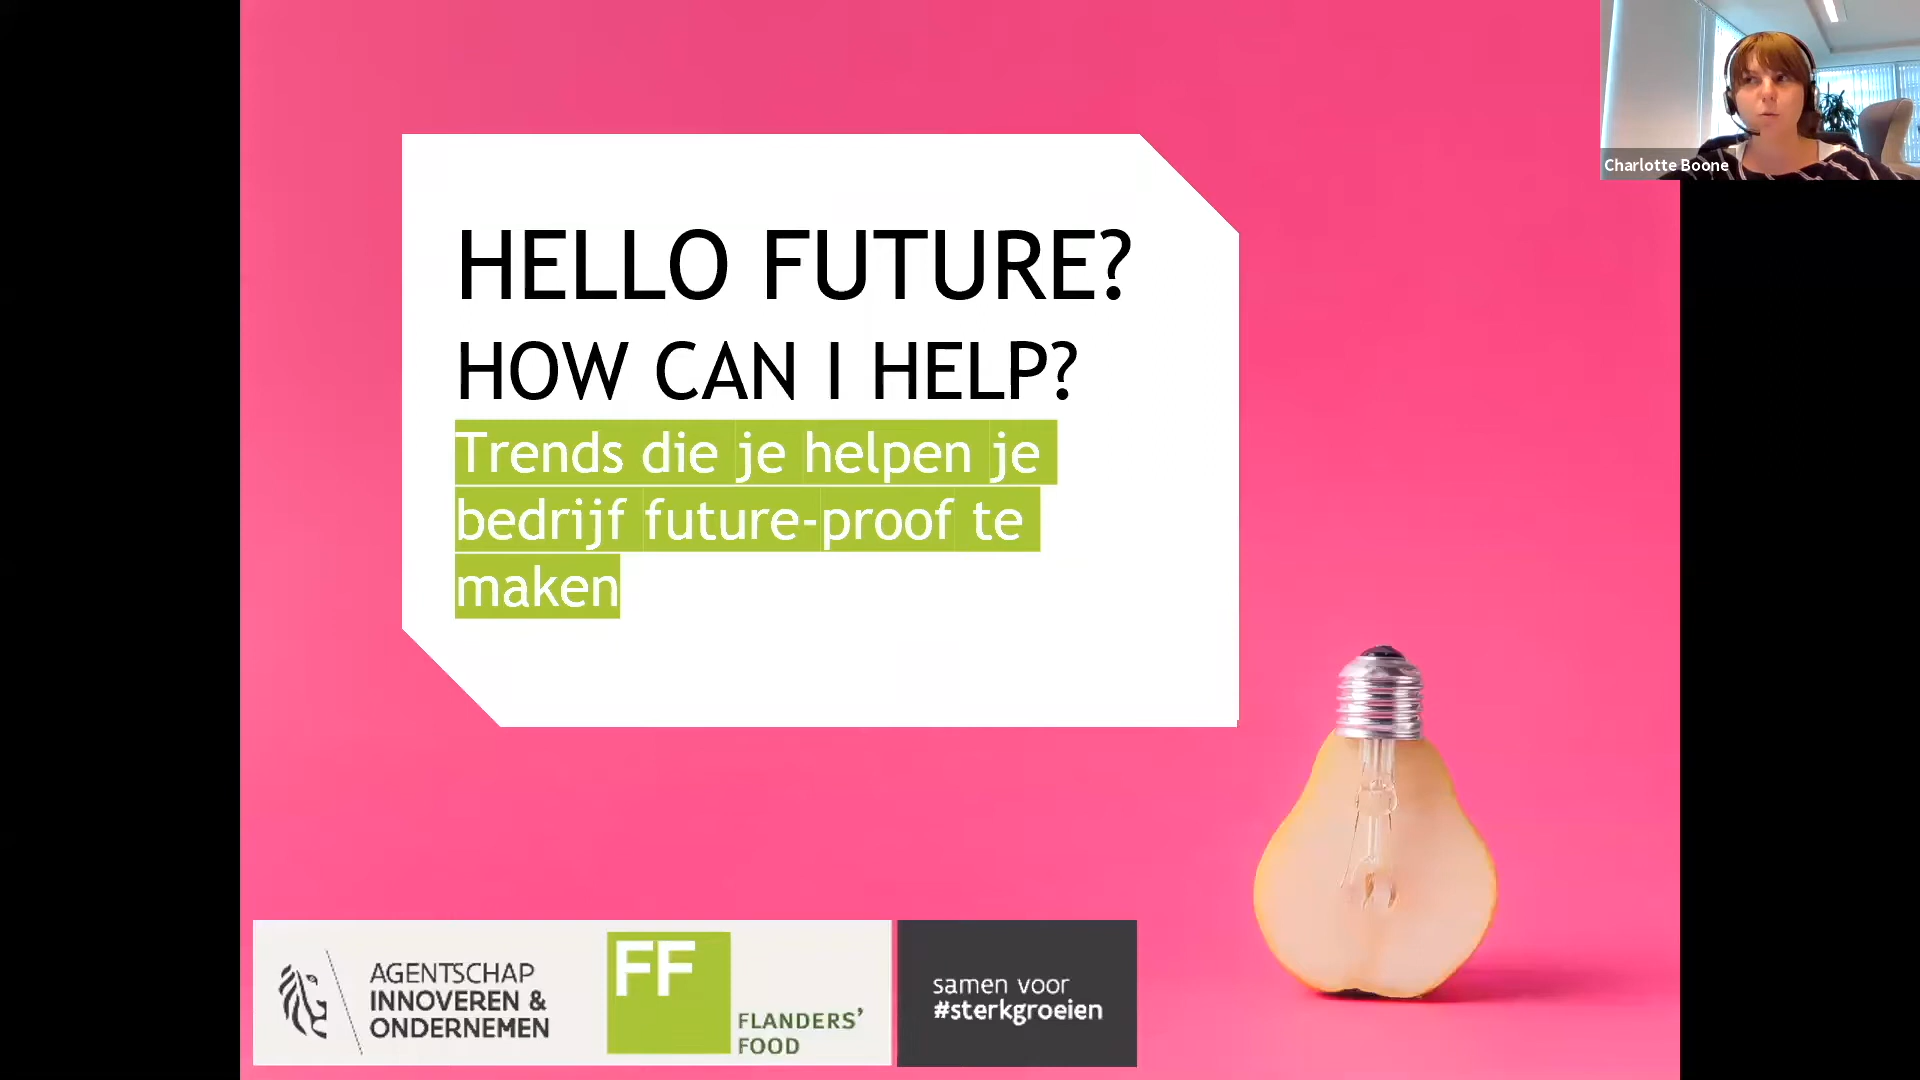 HELLO FUTURE?
HOW CAN I HELP?
Trends die je helpen je
bedrijf future-proof te
maken
Charlotte Boone
AGENTSCHAP
INNOVEREN &
ONDERNEMEN
FF
FLANDERS'
FOOD
samen voor
#sterkgroeien